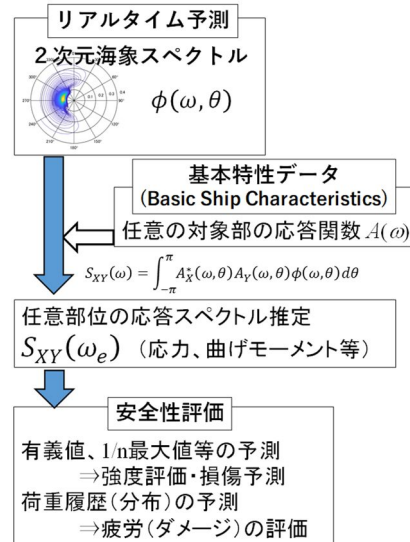 リアルタイム予測
2次元海象スペクトル
ϕ(ω,θ)
基本特性データ
(Basic Ship Characteristics)
任意の対象部の応答関数 A(ω)
S_{XY}(ω) = ∫_{-π}^{π} A_X^*(ω,θ)A_Y(ω,θ)ϕ(ω,θ)dθ
任意部位の応答スペクトル推定
S_{XY}(ω_e) (応力、曲げモーメント等)
安全性評価
有義値、1/n最大値等の予測
⇒強度評価・損傷予測
荷重履歴(分布)の予測
⇒疲労(ダメージ)の評価